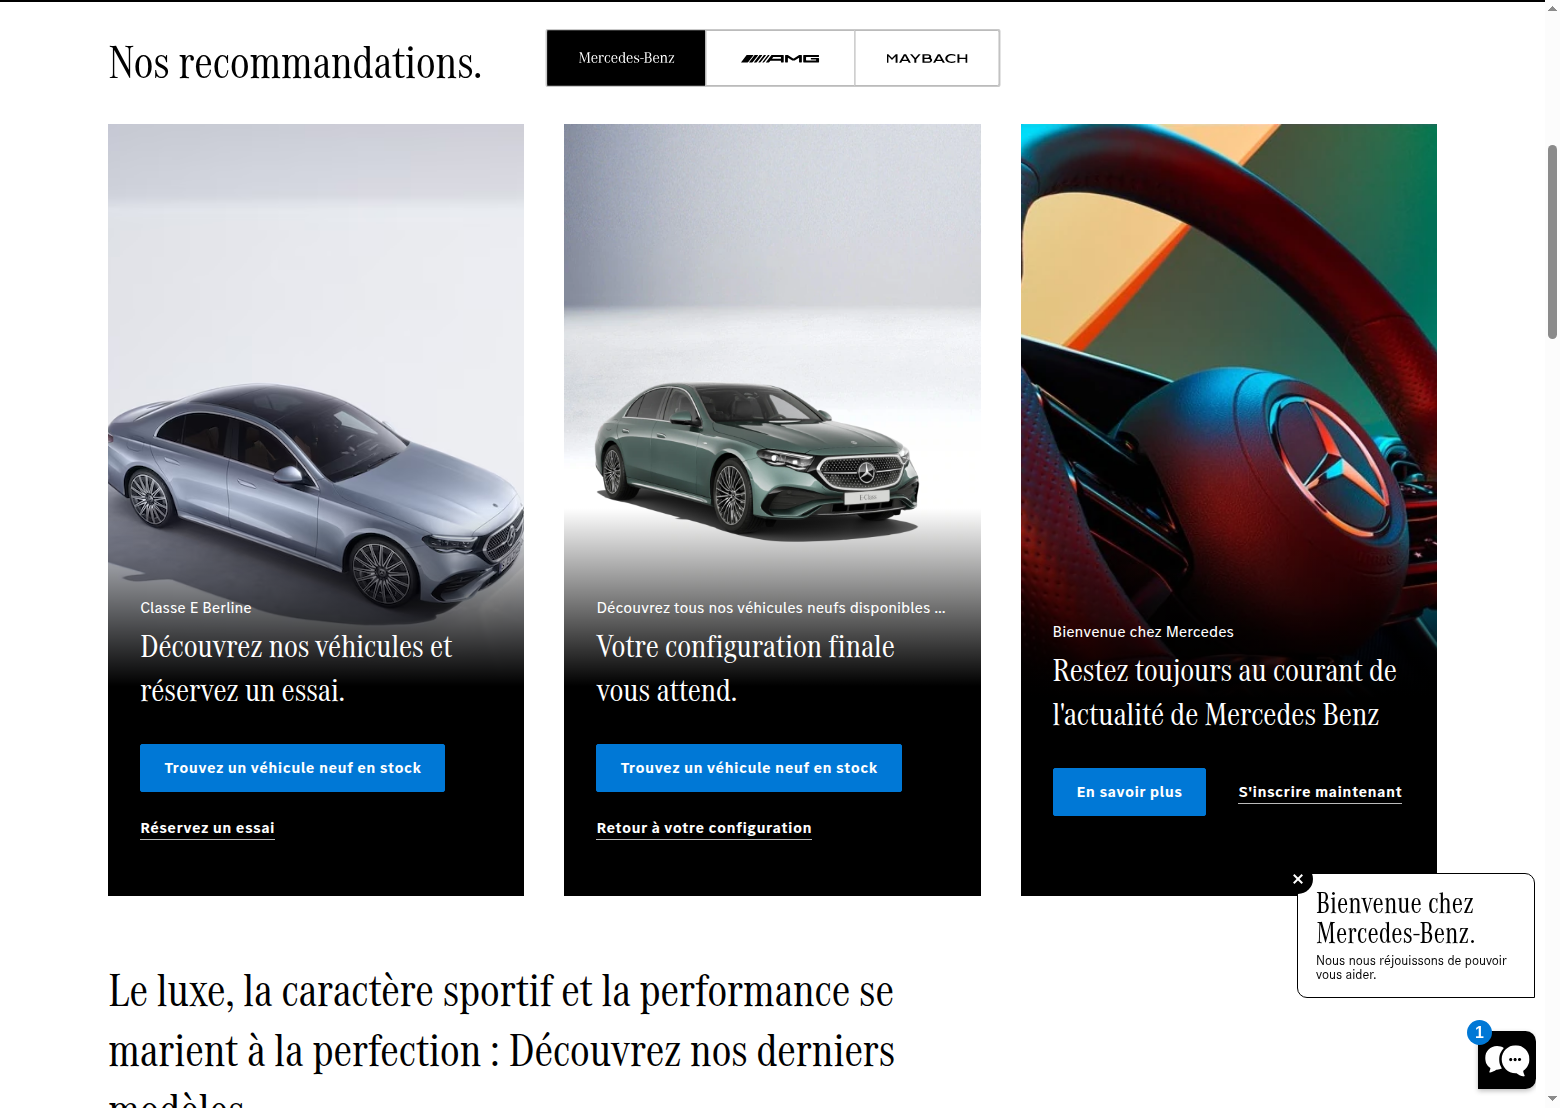 Nos recommandations.
Mercedes-Benz
AMG
MAYBACH
Classe E Berline
Découvrez nos véhicules et
réservez un essai.
Trouvez un véhicule neuf en stock
Réservez un essai
E-Class
Découvrez tous nos véhicules neufs disponibles ...
Votre configuration finale
vous attend.
Trouvez un véhicule neuf en stock
Retour à votre configuration
Bienvenue chez Mercedes
Restez toujours au courant de
l'actualité de Mercedes Benz
En savoir plus
S'inscrire maintenant
Bienvenue chez
Mercedes-Benz.
Nous nous réjouissons de pouvoir
vous aider.
1
Le luxe, la caractère sportif et la performance se
marient à la perfection : Découvrez nos derniers
modèles